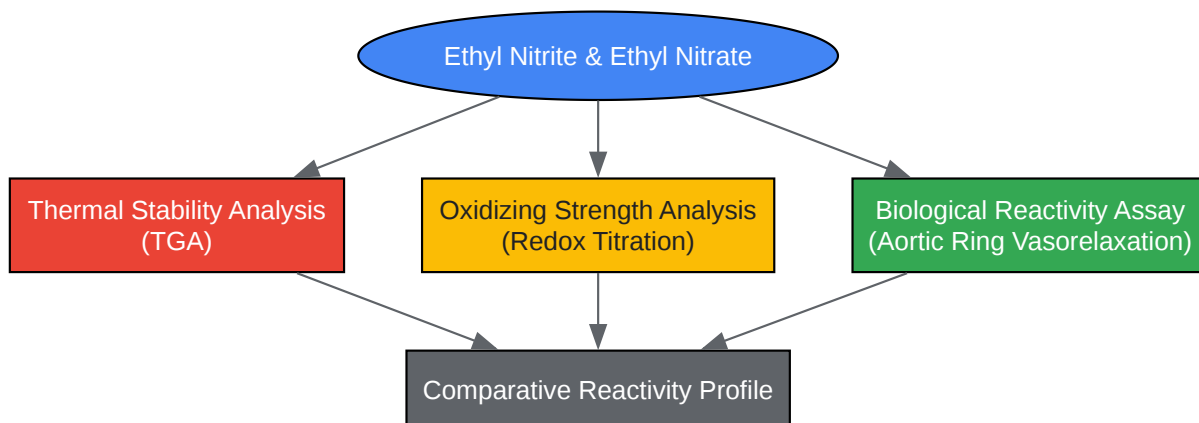 Ethyl Nitrite & Ethyl Nitrate
Thermal Stability Analysis
(TGA)
Oxidizing Strength Analysis
(Redox Titration)
Biological Reactivity Assay
(Aortic Ring Vasorelaxation)
Comparative Reactivity Profile